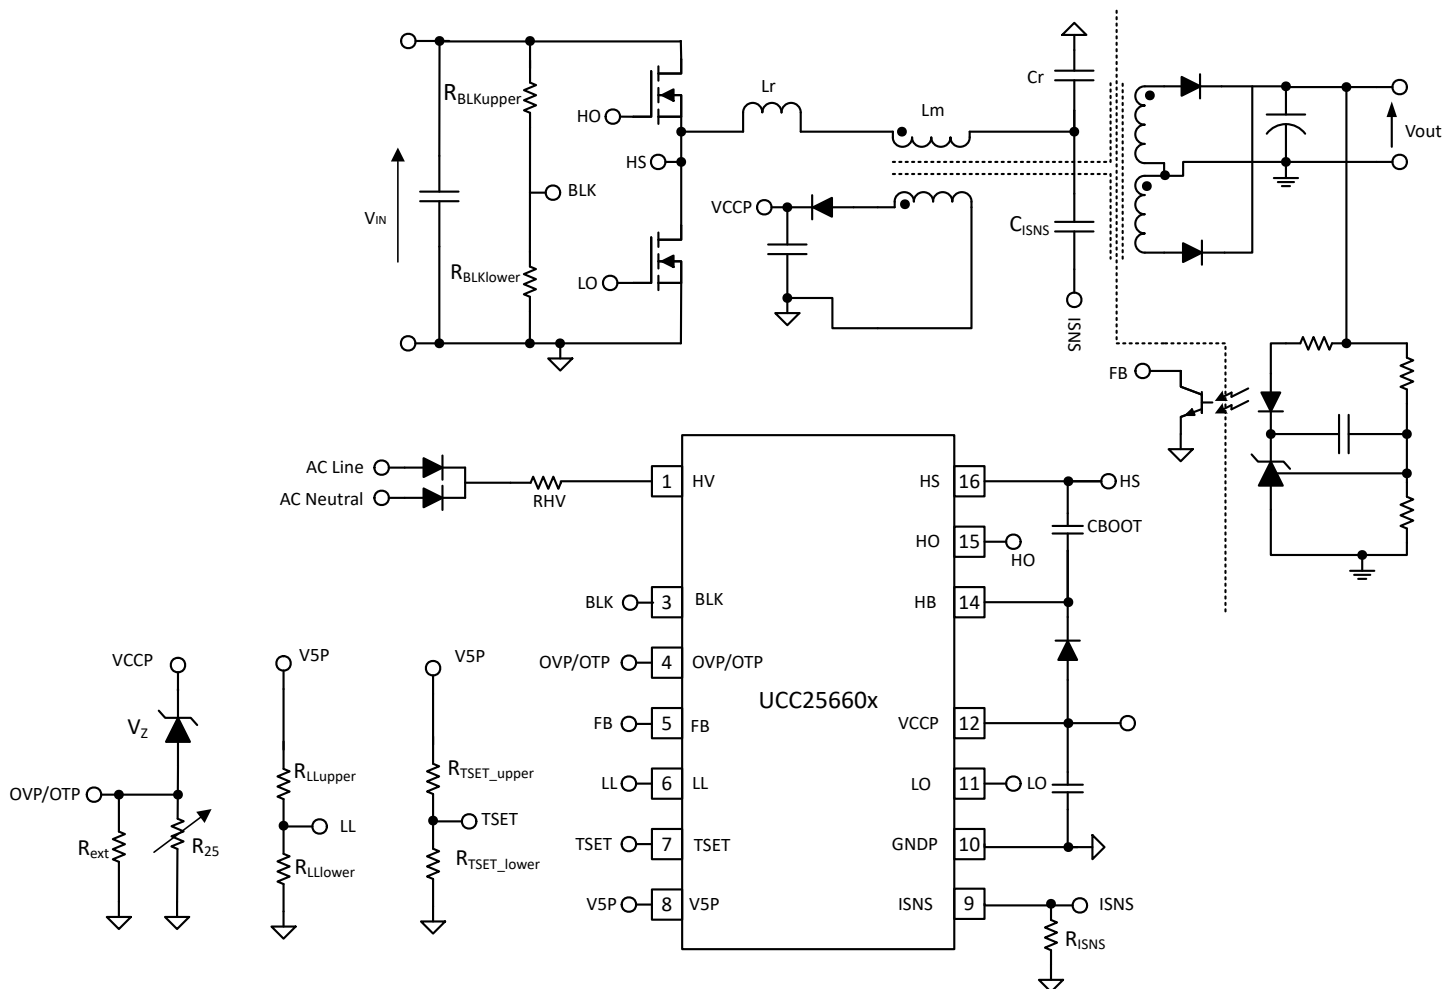 Cr
Lr
Lm
RBLKupper
HO
HS
BLK
VIN
VCCP
CISNS
Vout
RBLKlower
LO
ISNS
FB
AC Line
AC Neutral
RHV
1 HV
HS 16
HS
CBOOT
HO 15
HO
BLK
3 BLK
HB 14
OVP/OTP
4 OVP/OTP
UCC25660x
FB
5 FB
VCCP 12
LL
6 LL
LO 11
LO
TSET
7 TSET
GNDP 10
V5P
8 V5P
ISNS 9
ISNS
RISNS
VCCP
VZ
OVP/OTP
Rext
R25
V5P
RLLupper
LL
RLLlower
V5P
RTSET_upper
TSET
RTSET_lower